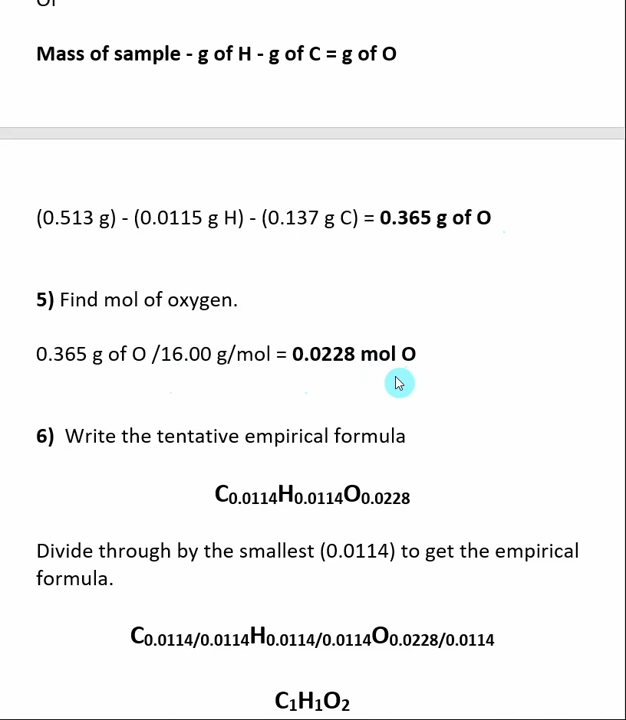 Or
Mass of sample - g of H - g of C = g of O
(0.513 g) - (0.0115 g H) - (0.137 g C) = 0.365 g of O
5) Find mol of oxygen.
0.365 g of O /16.00 g/mol = 0.0228 mol O
6) Write the tentative empirical formula
C0.0114H0.0114O0.0228
Divide through by the smallest (0.0114) to get the empirical
formula.
C0.0114/0.0114H0.0114/0.0114O0.0228/0.0114
C1H1O2